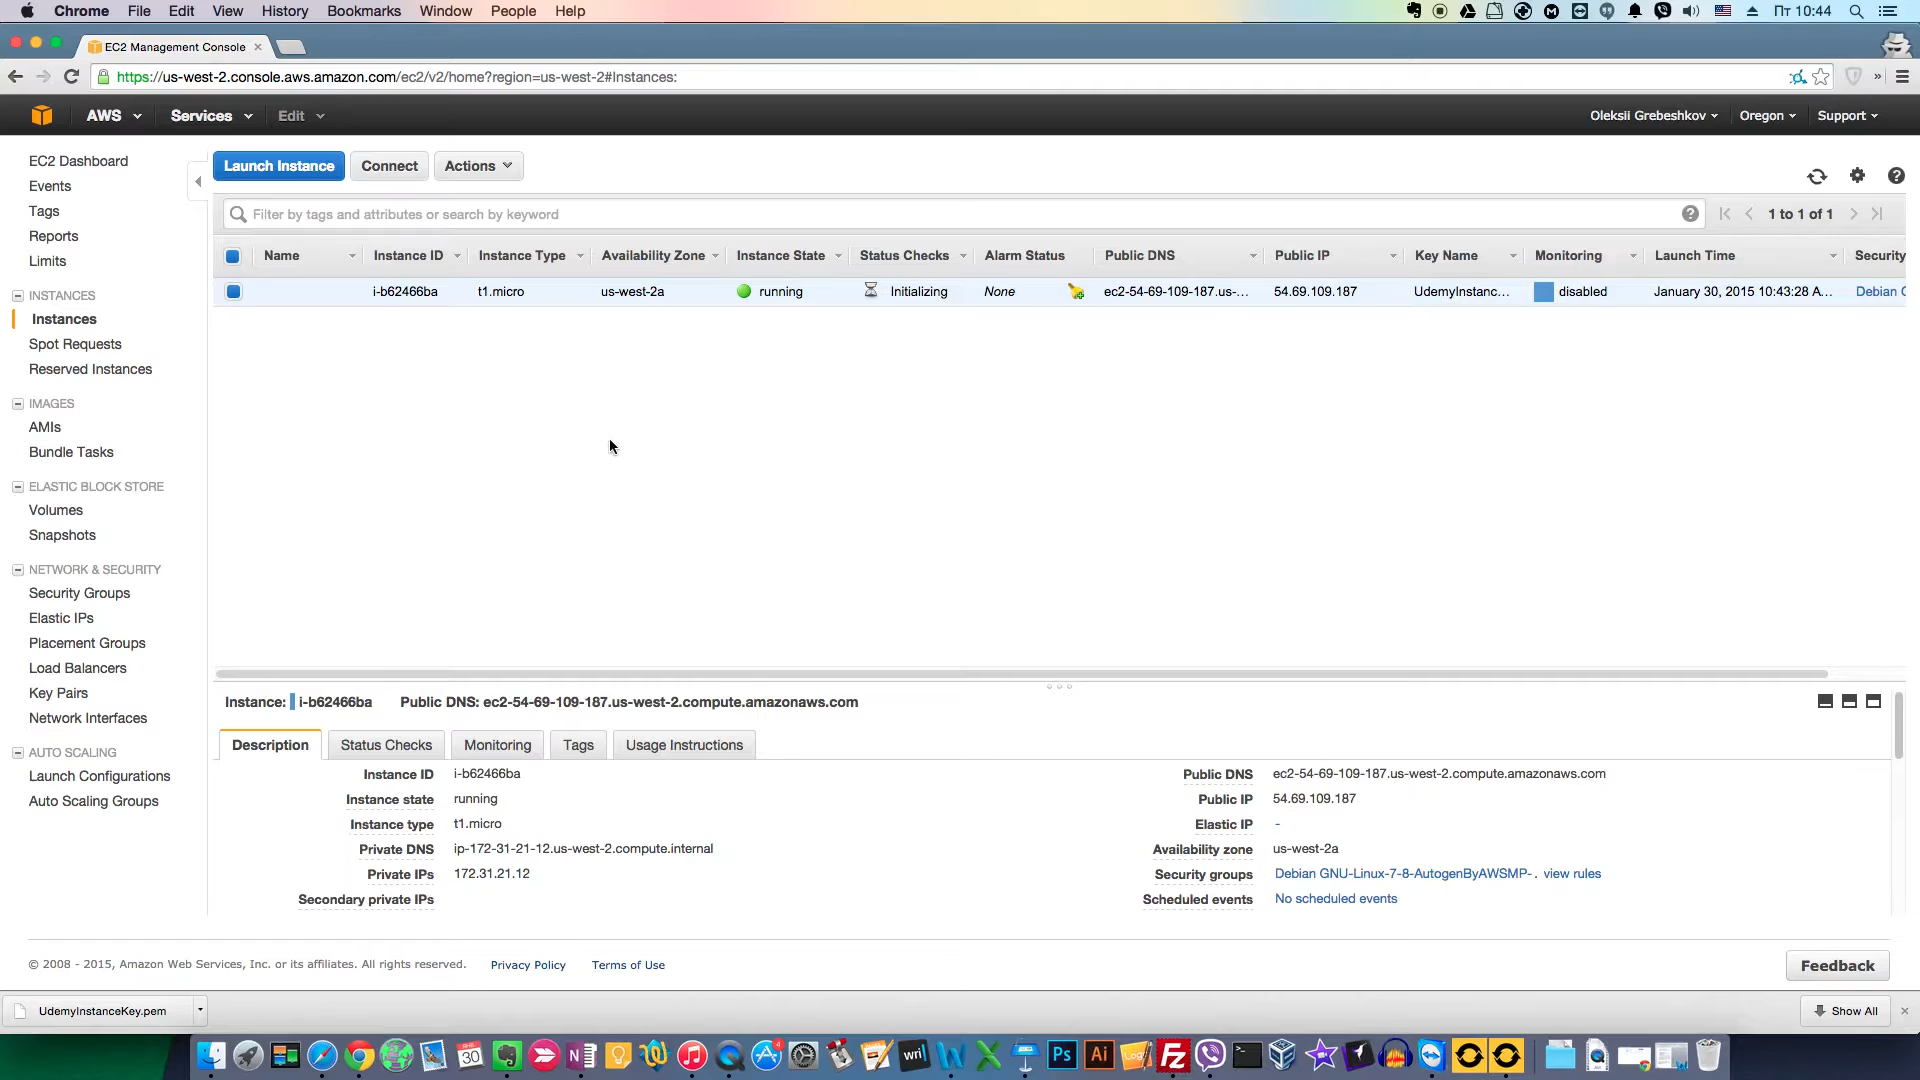 Chrome File Edit View History Bookmarks Window People Help Пт 10:44
EC2 Management Console
https://us-west-2.console.aws.amazon.com/ec2/v2/home?region=us-west-2#Instances:
AWS Services Edit Oleksii Grebeshkov Oregon Support
EC2 Dashboard
Events
Tags
Reports
Limits
INSTANCES
Instances
Spot Requests
Reserved Instances
IMAGES
AMIs
Bundle Tasks
ELASTIC BLOCK STORE
Volumes
Snapshots
NETWORK & SECURITY
Security Groups
Elastic IPs
Placement Groups
Load Balancers
Key Pairs
Network Interfaces
AUTO SCALING
Launch Configurations
Auto Scaling Groups
Launch Instance Connect Actions
Filter by tags and attributes or search by keyword 1 to 1 of 1
Name Instance ID Instance Type Availability Zone Instance State Status Checks Alarm Status Public DNS Public IP Key Name Monitoring Launch Time Security
i-b62466ba t1.micro us-west-2a running Initializing None ec2-54-69-109-187.us-... 54.69.109.187 UdemyInstanc... disabled January 30, 2015 10:43:28 A... Debian G
Instance: i-b62466ba Public DNS: ec2-54-69-109-187.us-west-2.compute.amazonaws.com
Description Status Checks Monitoring Tags Usage Instructions
Instance ID i-b62466ba Public DNS ec2-54-69-109-187.us-west-2.compute.amazonaws.com
Instance state running Public IP 54.69.109.187
Instance type t1.micro Elastic IP -
Private DNS ip-172-31-21-12.us-west-2.compute.internal Availability zone us-west-2a
Private IPs 172.31.21.12 Security groups Debian GNU-Linux-7-8-AutogenByAWSMP-. view rules
Secondary private IPs Scheduled events No scheduled events
© 2008 - 2015, Amazon Web Services, Inc. or its affiliates. All rights reserved. Privacy Policy Terms of Use Feedback
UdemyInstanceKey.pem Show All
30 N wri W X 4 Ps Ai Log Fz